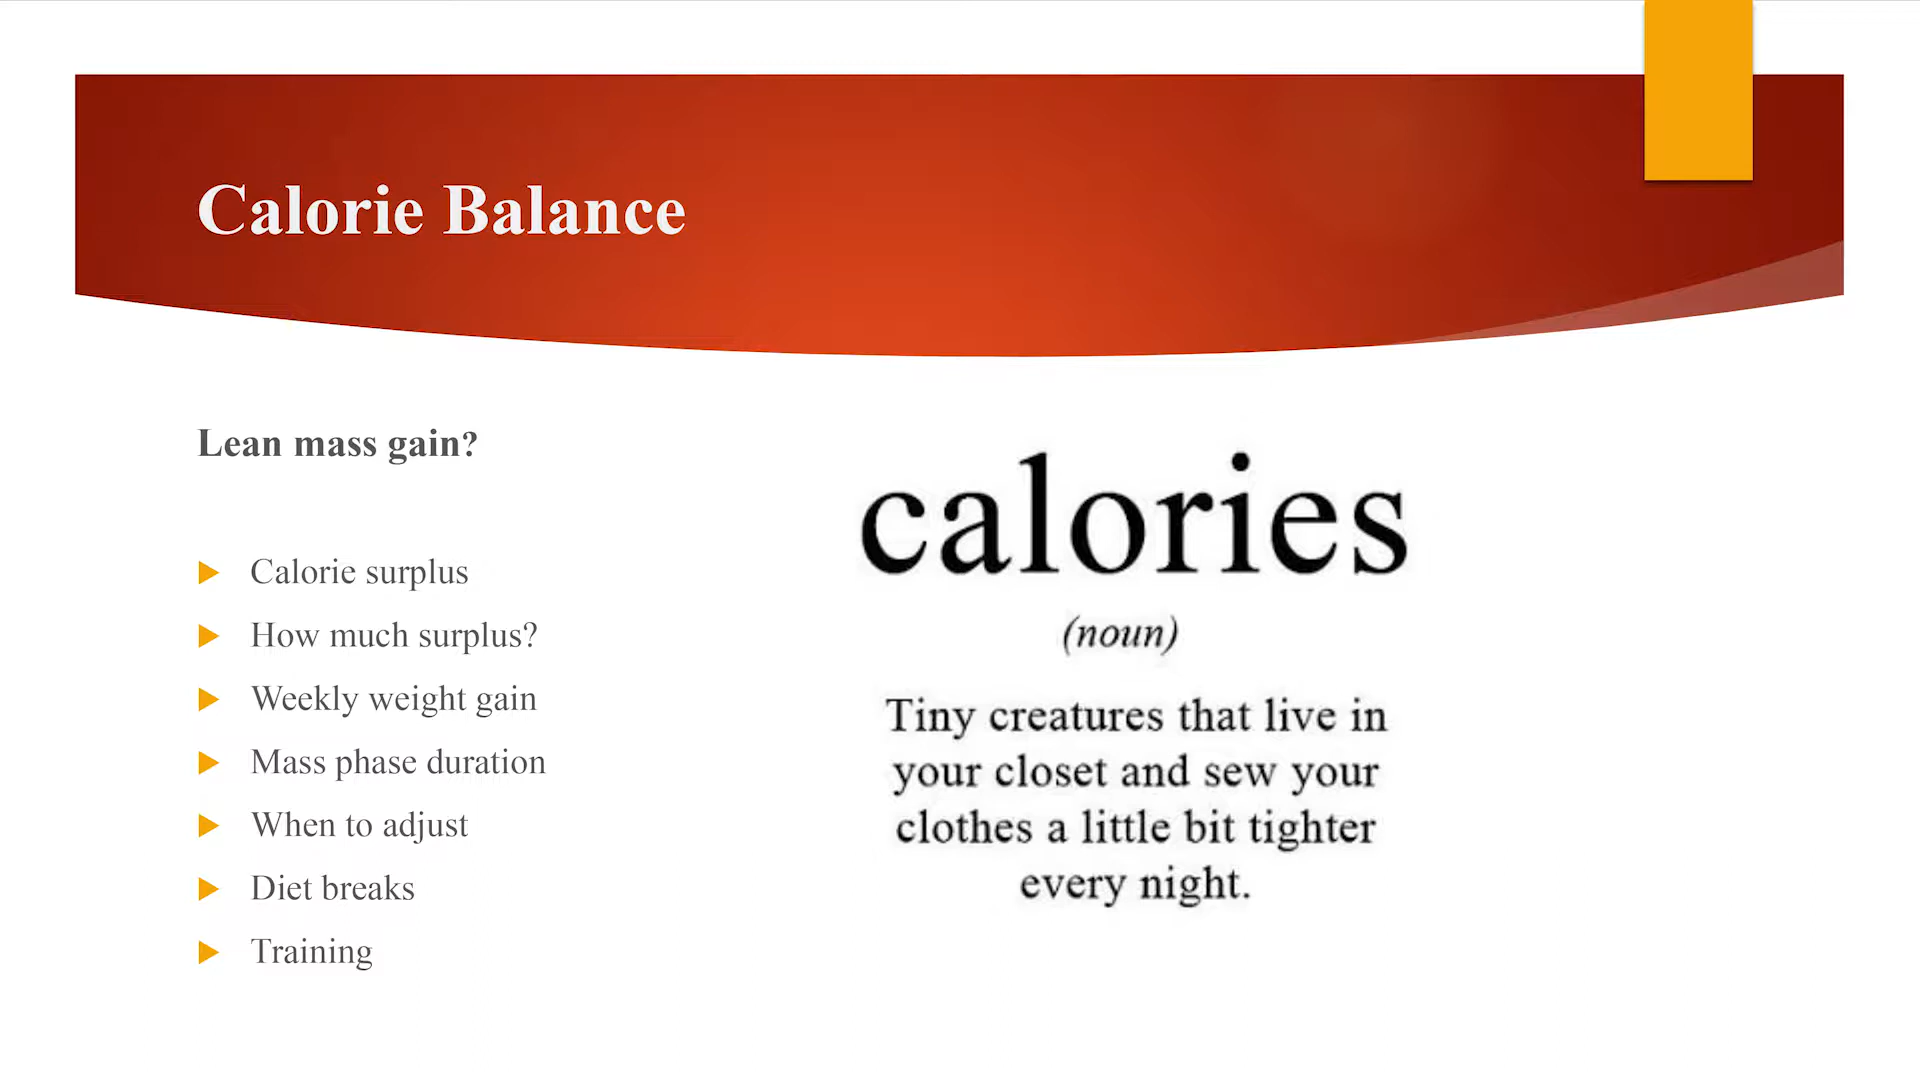 Calorie Balance
Lean mass gain?
Calorie surplus
How much surplus?
Weekly weight gain
Mass phase duration
When to adjust
Diet breaks
Training
calories
(noun)
Tiny creatures that live in
your closet and sew your
clothes a little bit tighter
every night.